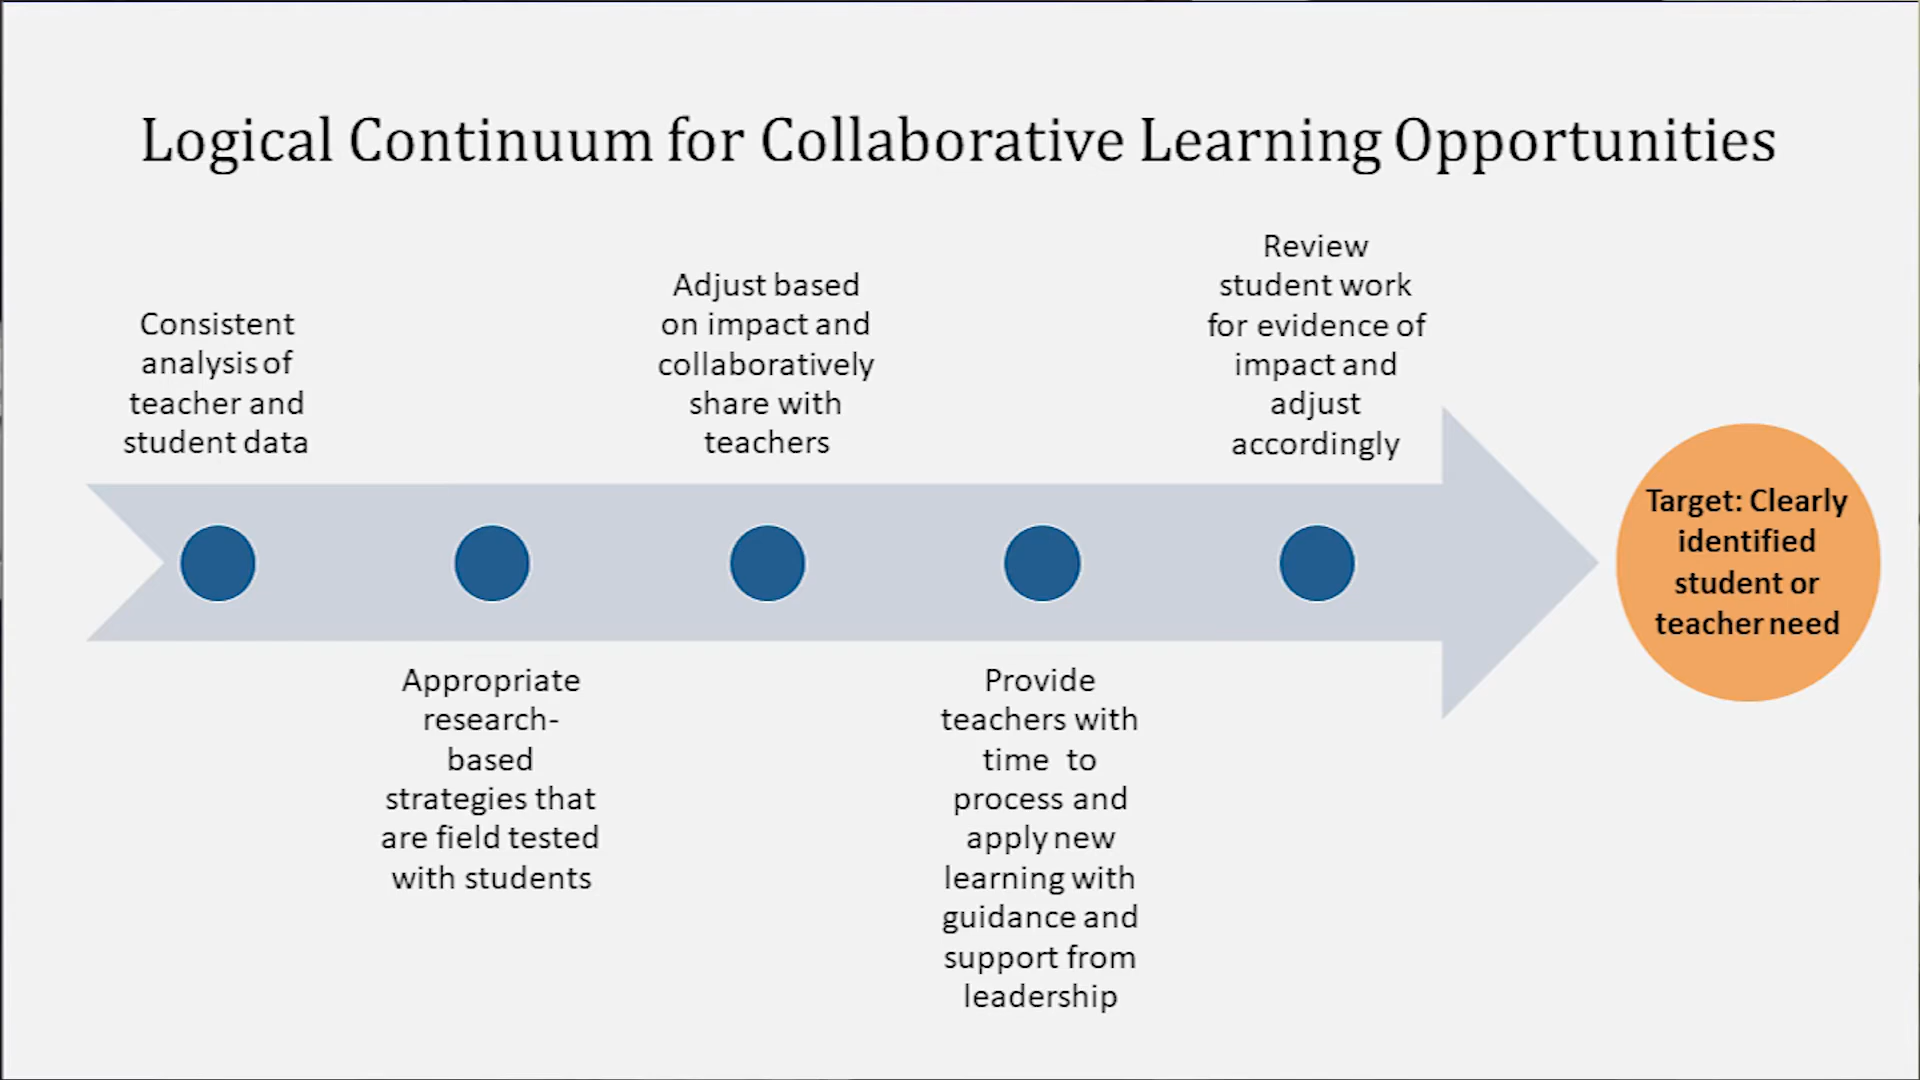 Logical Continuum for Collaborative Learning Opportunities
Consistent
analysis of
teacher and
student data
Appropriate
research-
based
strategies that
are field tested
with students
Adjust based
on impact and
collaboratively
share with
teachers
Provide
teachers with
time to
process and
apply new
learning with
guidance and
support from
leadership
Review
student work
for evidence of
impact and
adjust
accordingly
Target: Clearly
identified
student or
teacher need